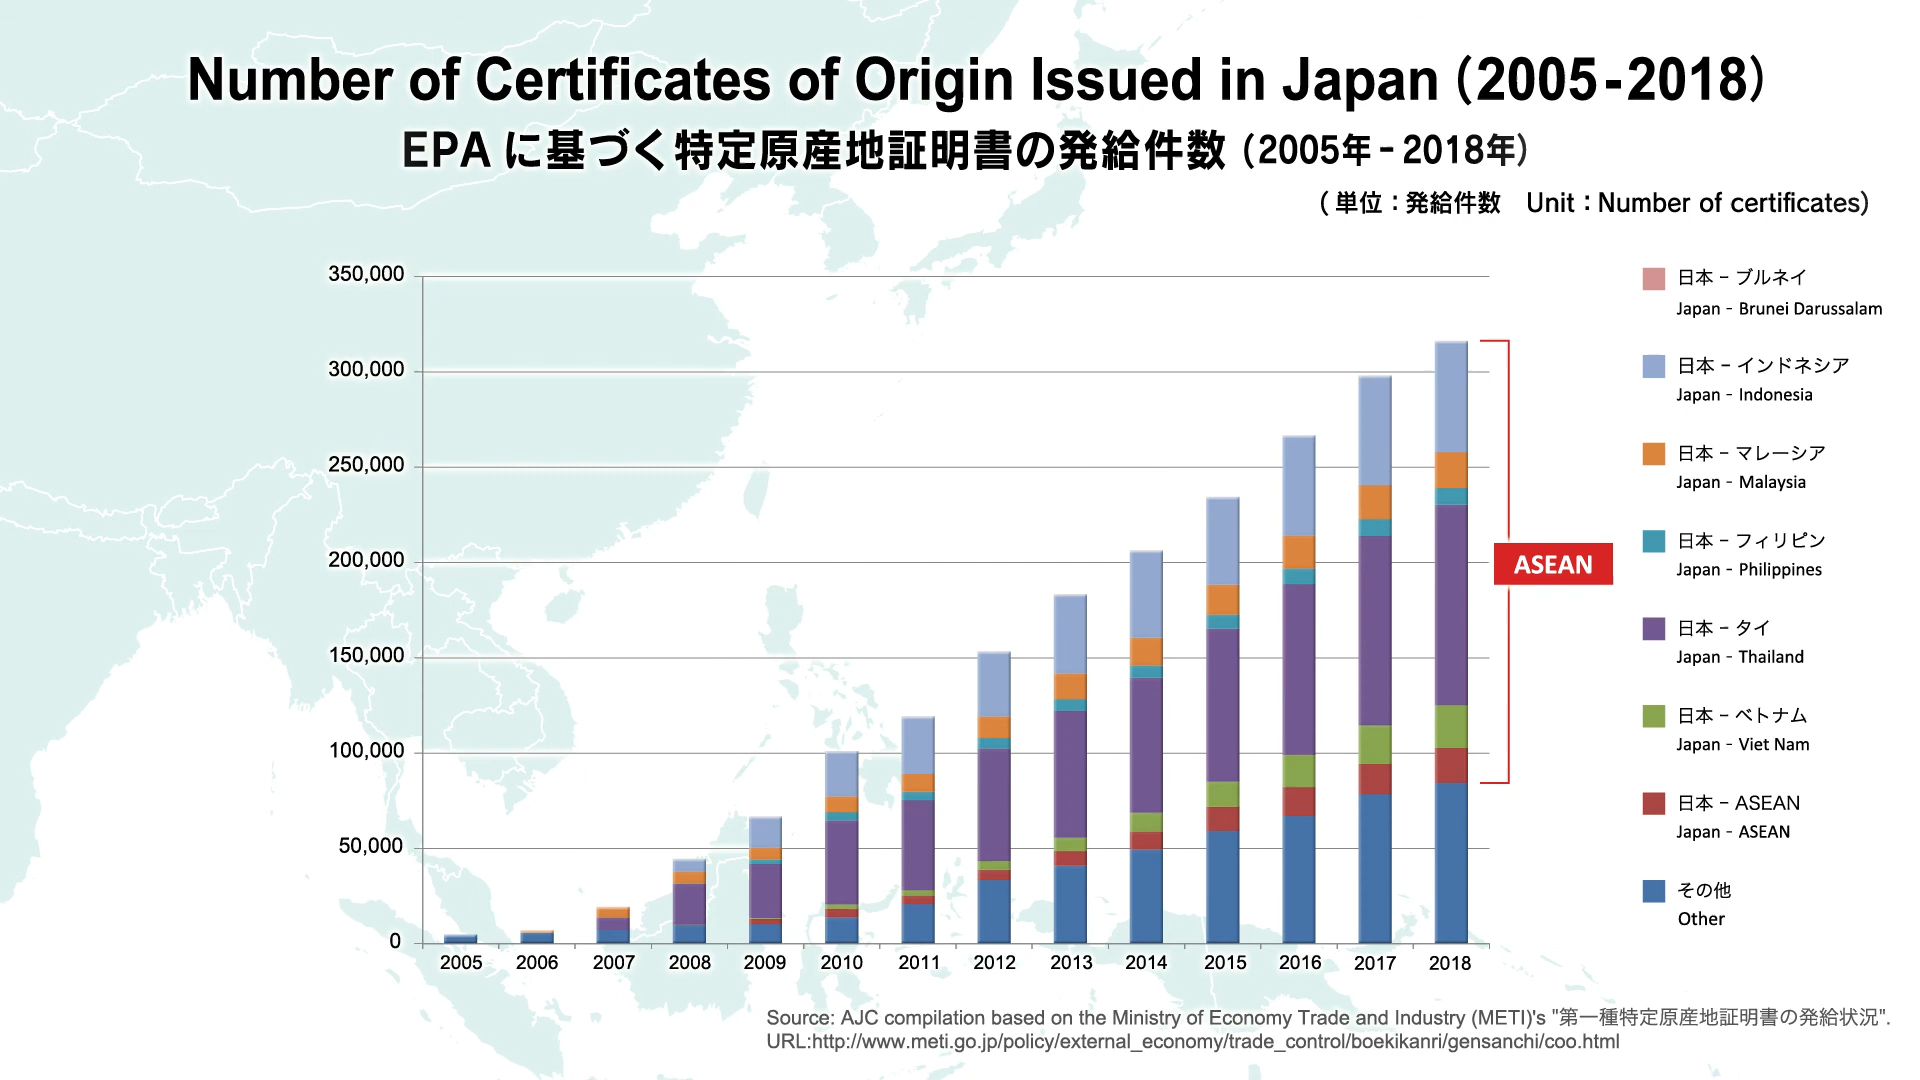 Number of Certificates of Origin Issued in Japan (2005-2018)
EPAに基づく特定原産地証明書の発給件数 (2005年-2018年)
(単位：発給件数　Unit：Number of certificates)
350,000
300,000
250,000
200,000
150,000
100,000
50,000
0
2005 2006 2007 2008 2009 2010 2011 2012 2013 2014 2015 2016 2017 2018
ASEAN
日本 − ブルネイ
Japan - Brunei Darussalam
日本 − インドネシア
Japan - Indonesia
日本 − マレーシア
Japan - Malaysia
日本 − フィリピン
Japan - Philippines
日本 − タイ
Japan - Thailand
日本 − ベトナム
Japan - Viet Nam
日本 − ASEAN
Japan - ASEAN
その他
Other
Source: AJC compilation based on the Ministry of Economy Trade and Industry (METI)'s "第一種特定原産地証明書の発給状況".
URL:http://www.meti.go.jp/policy/external_economy/trade_control/boekikanri/gensanchi/coo.html